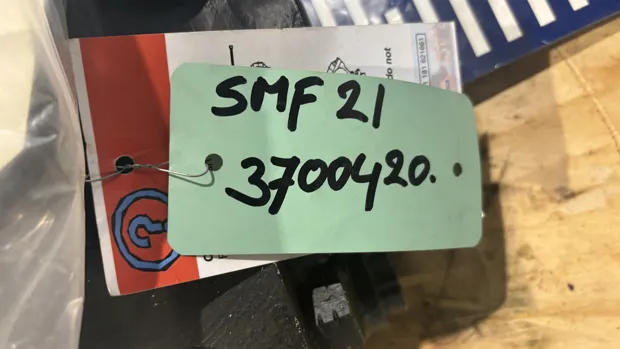 SMF 21
3700420.
do not